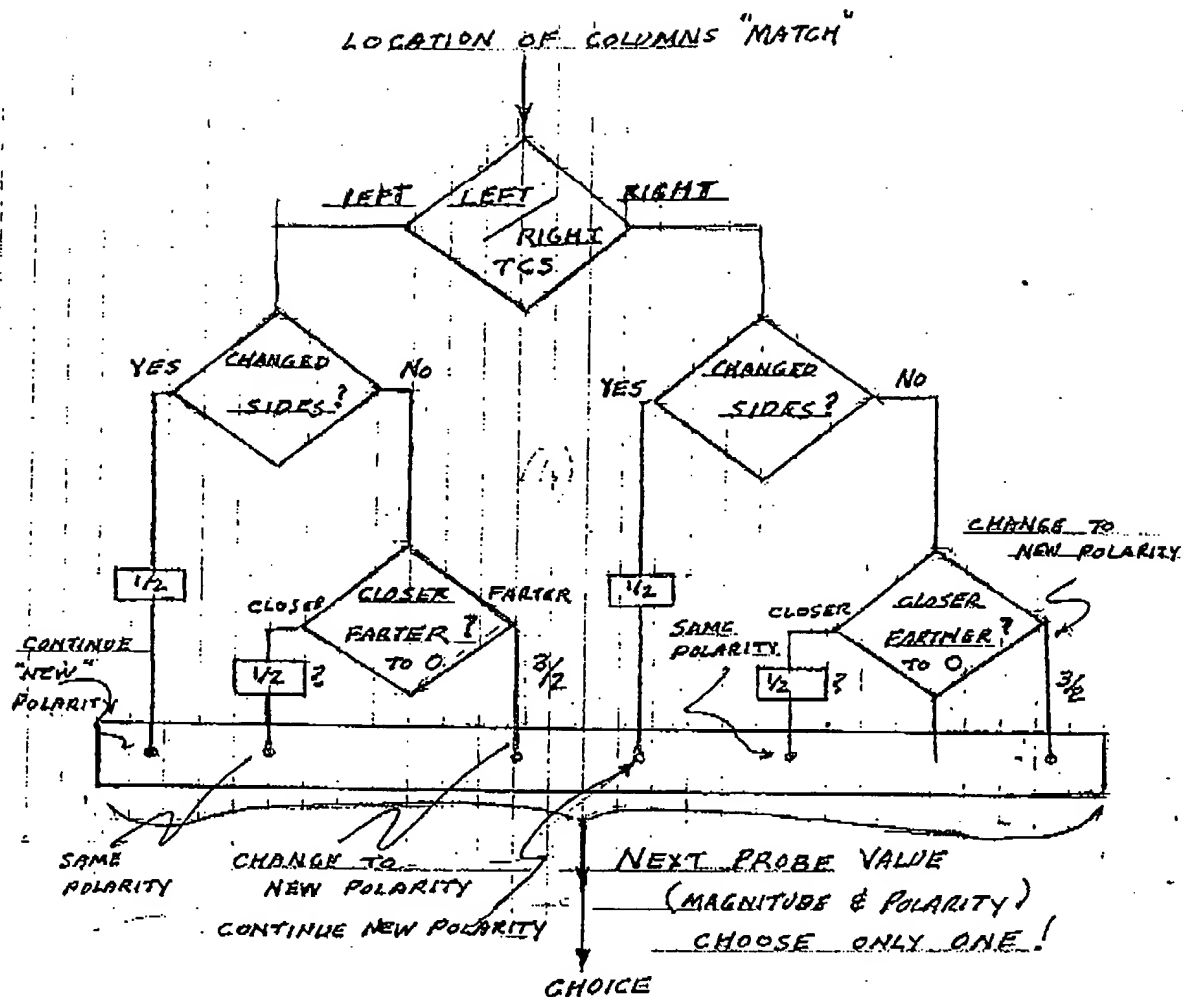 LOCATION OF COLUMNS "MATCH"
LEFT
LEFT
RIGHT
RIGHT
TCS
YES
CHANGED
SIDES?
NO
YES
CHANGED
SIDES?
NO
CHANGE TO
NEW POLARITY
1/2
CLOSER
CLOSER
FARTER ?
TO 0
FARTER
1/2
SAME
POLARITY
CLOSER
CLOSER
FARTHER ?
TO 0
CONTINUE
"NEW"
POLARITY
1/2 ?
3/2
1/2 ?
3/2
SAME
POLARITY
CHANGE TO
NEW POLARITY
CONTINUE NEW POLARITY
NEXT PROBE VALUE
(MAGNITUDE & POLARITY)
CHOOSE ONLY ONE!
CHOICE